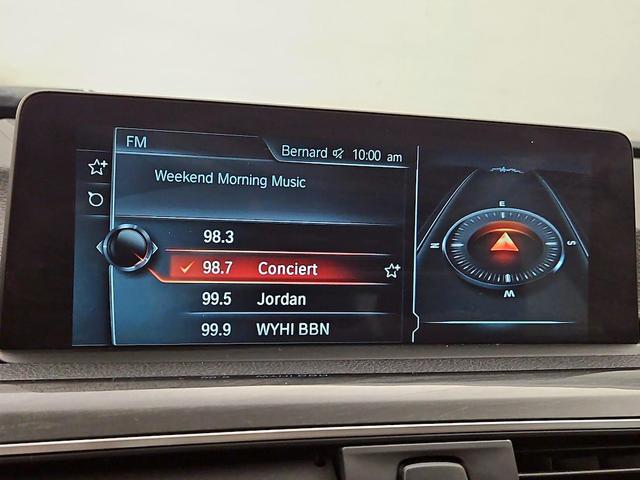 FM
Bernard 10:00 am
Weekend Morning Music
98.3
98.7 Conciert
99.5 Jordan
99.9 WYHI BBN
E
N S
W